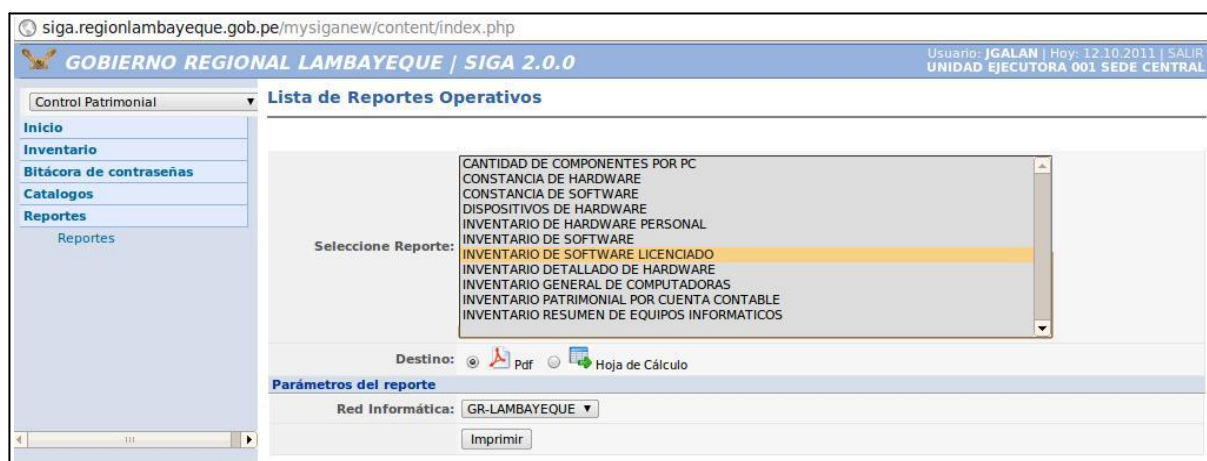 siga.regionlambayeque.gob.pe/mysiganew/content/index.php
GOBIERNO REGIONAL LAMBAYEQUE | SIGA 2.0.0
Usuario: JGALAN | Hoy: 12.10.2011 | SALIR
UNIDAD EJECUTORA 001 SEDE CENTRAL
Control Patrimonial
Inicio
Inventario
Bitácora de contraseñas
Catalogos
Reportes
Reportes
Lista de Reportes Operativos
Seleccione Reporte:
CANTIDAD DE COMPONENTES POR PC
CONSTANCIA DE HARDWARE
CONSTANCIA DE SOFTWARE
DISPOSITIVOS DE HARDWARE
INVENTARIO DE HARDWARE PERSONAL
INVENTARIO DE SOFTWARE
INVENTARIO DE SOFTWARE LICENCIADO
INVENTARIO DETALLADO DE HARDWARE
INVENTARIO GENERAL DE COMPUTADORAS
INVENTARIO PATRIMONIAL POR CUENTA CONTABLE
INVENTARIO RESUMEN DE EQUIPOS INFORMATICOS
Destino: Pdf Hoja de Cálculo
Parámetros del reporte
Red Informática: GR-LAMBAYEQUE
Imprimir